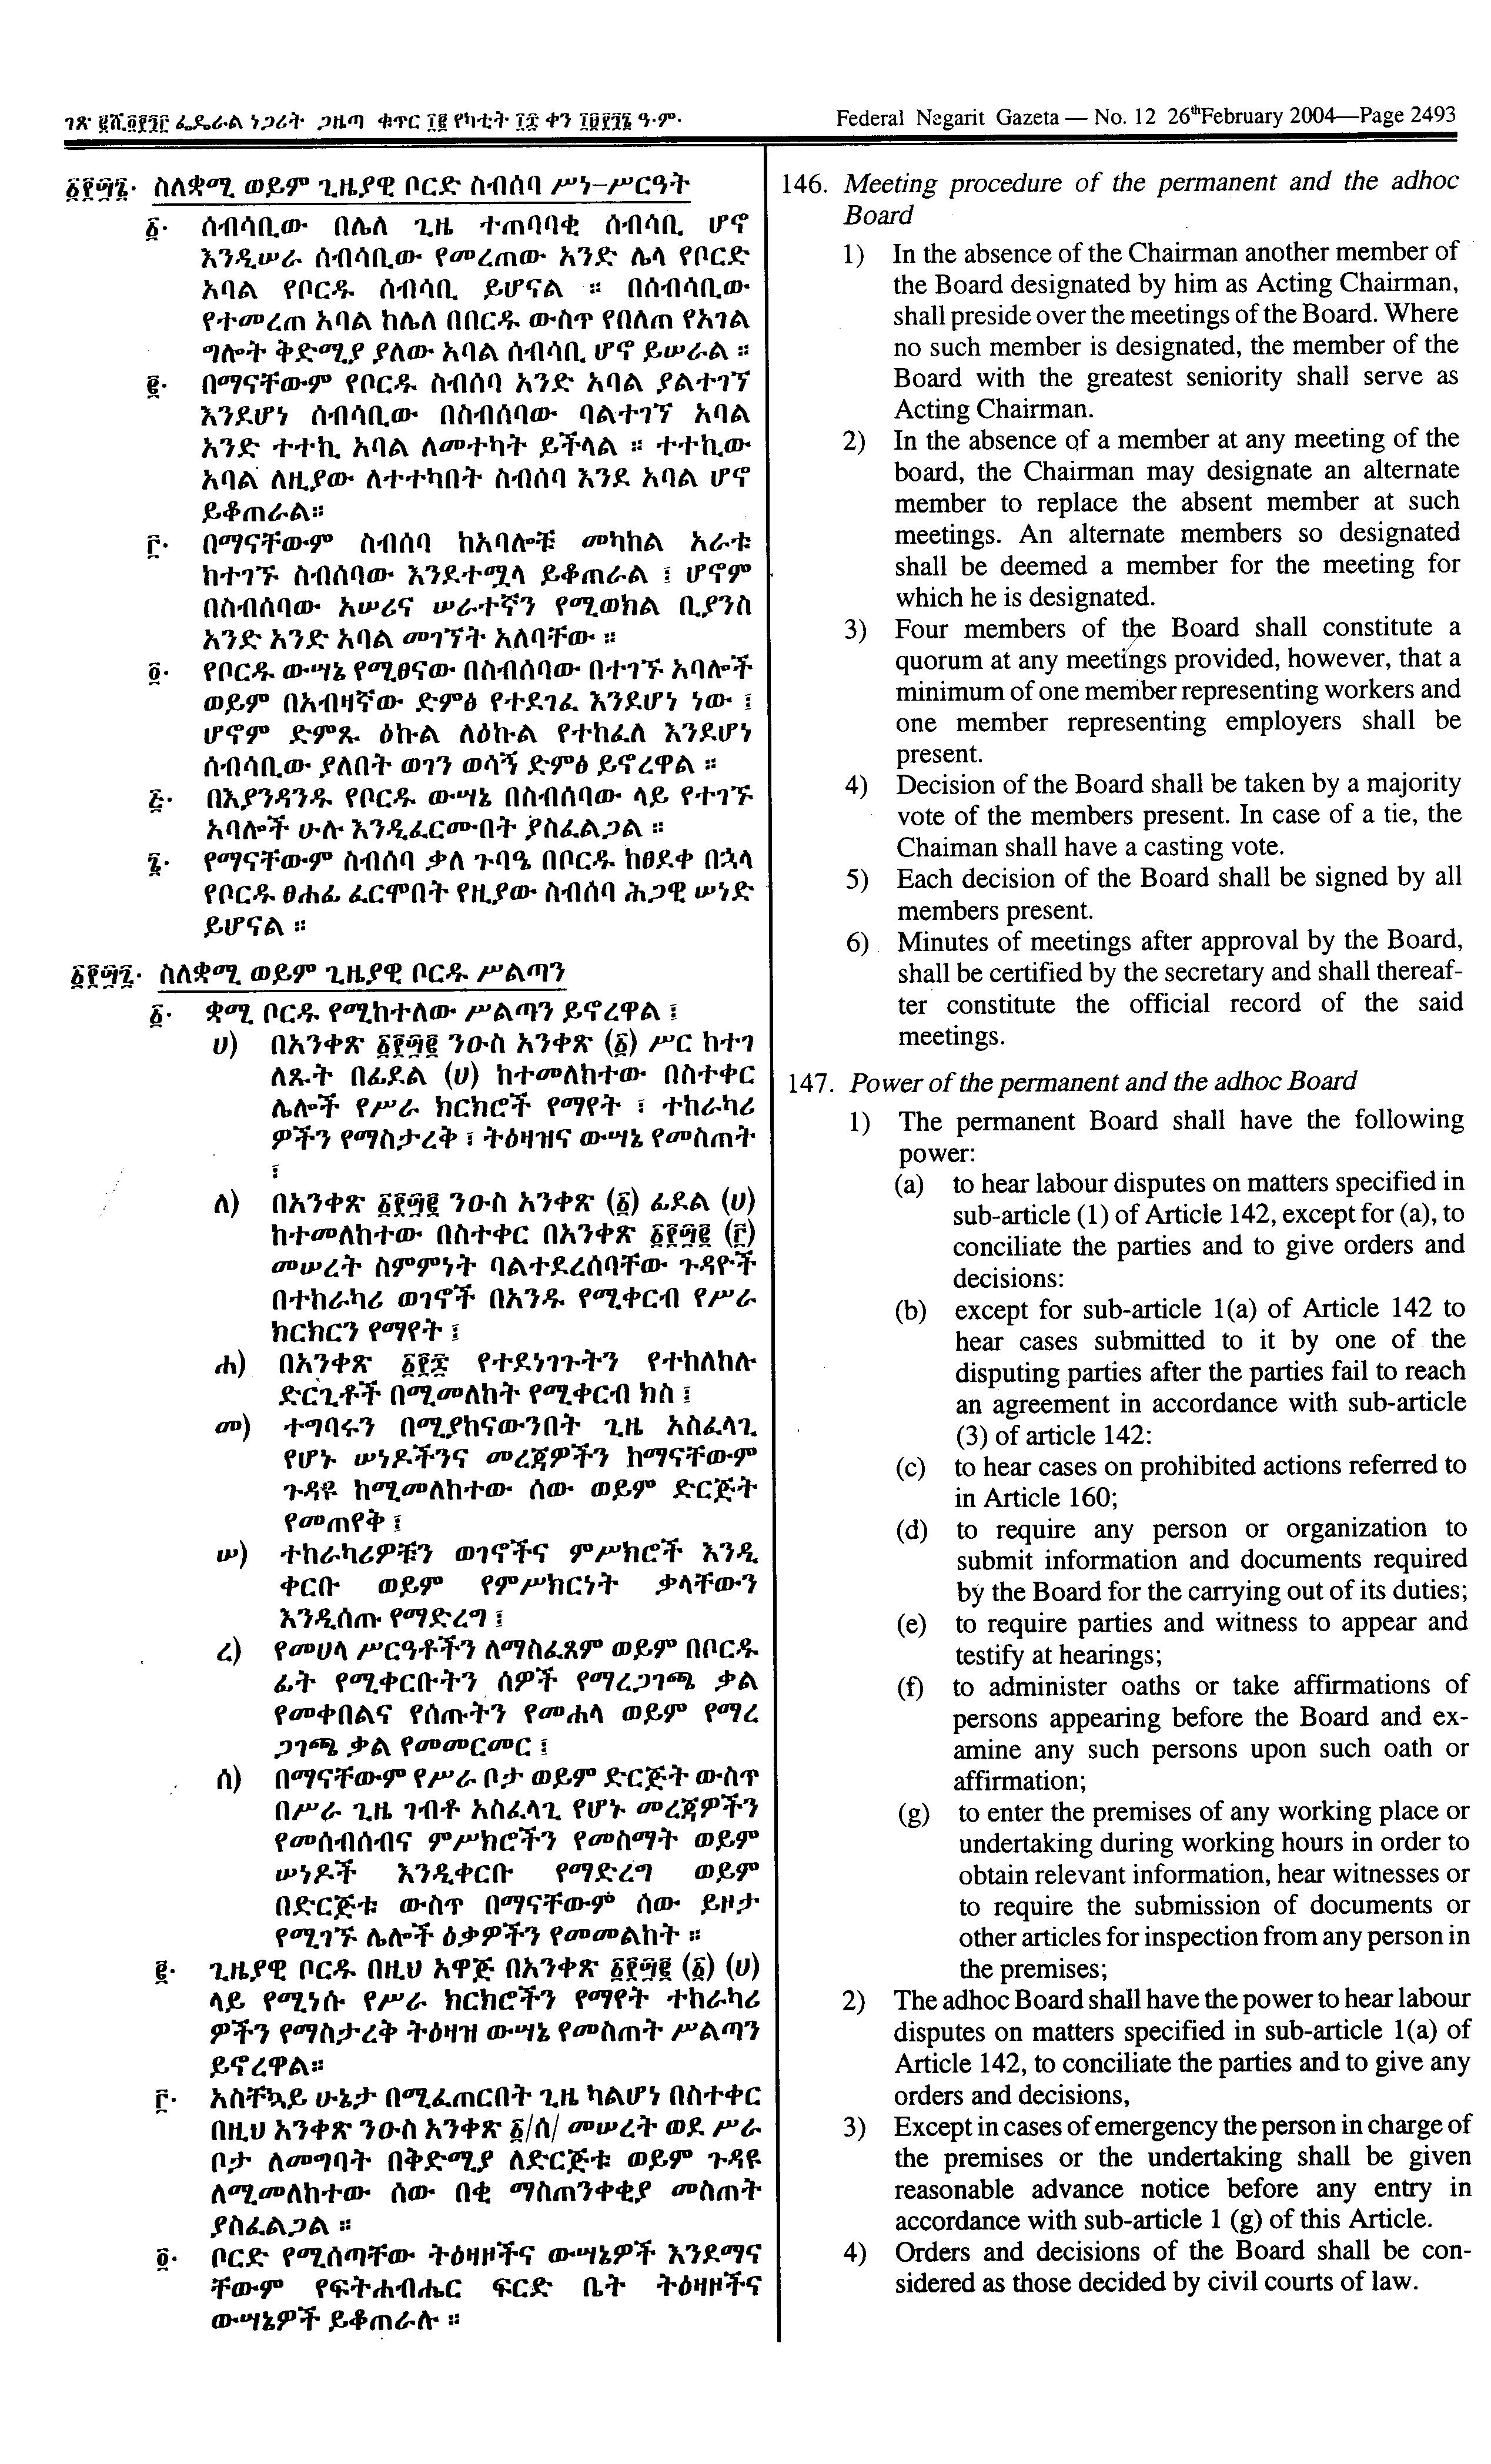 ገጽ ፪ሺ፬፻፺፫ ፌዴራል ነጋሪት ጋዜጣ ቁጥር ፲፪ የካቲት ፲፰ ቀን ፲፱፻፺፮ ዓ·ም·
Federal Negarit Gazeta — No. 12 26th February 2004—Page 2493
፩፻፵፮· ስለቋሚ ወይም ጊዜያዊ ቦርድ ስብሰባ ሥነ-ሥርዓት
፩· ሰብሳቢው በሌለ ጊዜ ተጠባባቂ ሰብሳቢ ሆኖ
እንዲሠራ ሰብሳቢው የመረጠው አንድ ሌላ የቦርድ
አባል የቦርዱ ሰብሳቢ ይሆናል ። በሰብሳቢው
የተመረጠ አባል ከሌለ በበርዱ ውስጥ የበለጠ የአገል
ግሎት ቅድሚያ ያለው አባል ሰብሳቢ ሆኖ ይሠራል ።
፪· በማናቸውም የቦርዱ ስብሰባ አንድ አባል ያልተገኘ
እንደሆነ ሰብሳቢው በስብሰባው ባልተገኘ አባል
አንድ ተተኪ አባል ለመተካት ይችላል ። ተተኪው
አባል ለዚያው ለተተካበት ስብሰባ እንደ አባል ሆኖ
ይቆጠራል።
፫· በማናቸውም ስብሰባ ከአባሎቹ መካከል አራቱ
ከተገኙ ስብሰባው እንደተሟላ ይቆጠራል ፤ ሆኖም
በስብሰባው አሠሪና ሠራተኛን የሚወክል ቢያንስ
አንድ አንድ አባል መገኘት አለባቸው ።
፬· የቦርዱ ውሣኔ የሚፀናው በስብሰባው በተገኙ አባሎች
ወይም በአብዛኛው ድምፅ የተደገፈ እንደሆነ ነው ፤
ሆኖም ድምጹ ዕኩል ለዕኩል የተከፈለ እንደሆነ
ሰብሳቢው ያለበት ወገን ወሳኝ ድምፅ ይኖረዋል ።
፭· በእያንዳንዱ የቦርዱ ውሣኔ በስብሰባው ላይ የተገኙ
አባሎች ሁሉ እንዲፈርሙበት ያስፈልጋል ።
፮· የማናቸውም ስብሰባ ቃለ ጉባዔ በቦርዱ ከፀደቀ በኋላ
የቦርዱ ፀሐፊ ፈርሞበት የዚያው ስብሰባ ሕጋዊ ሠነድ
ይሆናል ።
፩፻፵፯· ስለቋሚ ወይም ጊዜያዊ ቦርዱ ሥልጣን
፩· ቋሚ ቦርዱ የሚከተለው ሥልጣን ይኖረዋል ፤
ሀ) በአንቀጽ ፩፻፵፪ ንዑስ አንቀጽ (፩) ሥር ከተገ
ለጹት በፊደል (ሀ) ከተመለከተው በስተቀር
ሌሎች የሥራ ክርክሮች የማየት ፣ ተከራካሪ
ዎችን የማስታረቅ ፣ ትዕዛዝና ውሣኔ የመስጠት
፤
ለ) በአንቀጽ ፩፻፵፪ ንዑስ አንቀጽ (፩) ፊደል (ሀ)
ከተመለከተው በስተቀር በአንቀጽ ፩፻፵፪ (፫)
መሠረት ስምምነት ባልተደረሰባቸው ጉዳዮች
በተከራካሪ ወገኖች በአንዱ የሚቀርብ የሥራ
ክርክርን የማየት ፤
ሐ) በአንቀጽ ፩፻፷ የተደነገጉትን የተከለከሉ
ድርጊቶች በሚመለከት የሚቀርብ ክስ ፤
መ) ተግባሩን በሚያከናውንበት ጊዜ አስፈላጊ
የሆኑ ሠነዶችንና መረጃዎችን ከማናቸውም
ጉዳዩ ከሚመለከተው ሰው ወይም ድርጅት
የመጠየቅ ፤
ሠ) ተከራካሪዎቹን ወገኖችና ምሥክሮች እንዲ
ቀርቡ ወይም የምሥክርነት ቃላቸውን
እንዲሰጡ የማድረግ ፤
ረ) የመሀላ ሥርዓቶችን ለማስፈጸም ወይም በቦርዱ
ፊት የሚቀርቡትን ሰዎች የማረጋገጫ ቃል
የመቀበልና የሰጡትን የመሐላ ወይም የማረ
ጋገጫ ቃል የመመርመር ፤
ሰ) በማናቸውም የሥራ ቦታ ወይም ድርጅት ውስጥ
በሥራ ጊዜ ገብቶ አስፈላጊ የሆኑ መረጃዎችን
የመሰብሰብና ምሥክሮችን የመስማት ወይም
ሠነዶች እንዲቀርቡ የማድረግ ወይም
በድርጅቱ ውስጥ በማናቸውም ሰው ይዞታ
የሚገኙ ሌሎች ዕቃዎችን የመመልከት ።
፪· ጊዜያዊ ቦርዱ በዚህ አዋጅ በአንቀጽ ፩፻፵፪ (፩) (ሀ)
ላይ የሚነሱ የሥራ ክርክሮችን የማየት ተከራካሪ
ዎችን የማስታረቅ ትዕዛዝ ውሣኔ የመስጠት ሥልጣን
ይኖረዋል።
፫· አስቸኳይ ሁኔታ በሚፈጠርበት ጊዜ ካልሆነ በስተቀር
በዚህ አንቀጽ ንዑስ አንቀጽ ፩/ሰ/ መሠረት ወደ ሥራ
ቦታ ለመግባት በቅድሚያ ለድርጅቱ ወይም ጉዳዩ
ለሚመለከተው ሰው በቂ ማስጠንቀቂያ መስጠት
ያስፈልጋል ።
፬· ቦርድ የሚሰጣቸው ትዕዛዞችና ውሣኔዎች እንደማና
ቸውም የፍትሐብሔር ፍርድ ቤት ትዕዛዞችና
ውሣኔዎች ይቆጠራሉ ።
146. Meeting procedure of the permanent and the adhoc
Board
1) In the absence of the Chairman another member of
the Board designated by him as Acting Chairman,
shall preside over the meetings of the Board. Where
no such member is designated, the member of the
Board with the greatest seniority shall serve as
Acting Chairman.
2) In the absence of a member at any meeting of the
board, the Chairman may designate an alternate
member to replace the absent member at such
meetings. An alternate members so designated
shall be deemed a member for the meeting for
which he is designated.
3) Four members of the Board shall constitute a
quorum at any meetings provided, however, that a
minimum of one member representing workers and
one member representing employers shall be
present.
4) Decision of the Board shall be taken by a majority
vote of the members present. In case of a tie, the
Chaiman shall have a casting vote.
5) Each decision of the Board shall be signed by all
members present.
6) Minutes of meetings after approval by the Board,
shall be certified by the secretary and shall thereaf-
ter constitute the official record of the said
meetings.
147. Power of the permanent and the adhoc Board
1) The permanent Board shall have the following
power:
(a) to hear labour disputes on matters specified in
sub-article (1) of Article 142, except for (a), to
conciliate the parties and to give orders and
decisions:
(b) except for sub-article 1(a) of Article 142 to
hear cases submitted to it by one of the
disputing parties after the parties fail to reach
an agreement in accordance with sub-article
(3) of article 142:
(c) to hear cases on prohibited actions referred to
in Article 160;
(d) to require any person or organization to
submit information and documents required
by the Board for the carrying out of its duties;
(e) to require parties and witness to appear and
testify at hearings;
(f) to administer oaths or take affirmations of
persons appearing before the Board and ex-
amine any such persons upon such oath or
affirmation;
(g) to enter the premises of any working place or
undertaking during working hours in order to
obtain relevant information, hear witnesses or
to require the submission of documents or
other articles for inspection from any person in
the premises;
2) The adhoc Board shall have the power to hear labour
disputes on matters specified in sub-article 1(a) of
Article 142, to conciliate the parties and to give any
orders and decisions,
3) Except in cases of emergency the person in charge of
the premises or the undertaking shall be given
reasonable advance notice before any entry in
accordance with sub-article 1 (g) of this Article.
4) Orders and decisions of the Board shall be con-
sidered as those decided by civil courts of law.